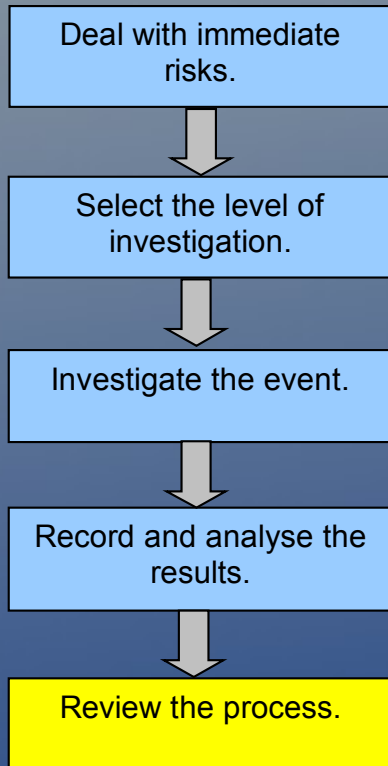 Deal with immediate
risks.
Select the level of
investigation.
Investigate the event.
Record and analyse the
results.
Review the process.